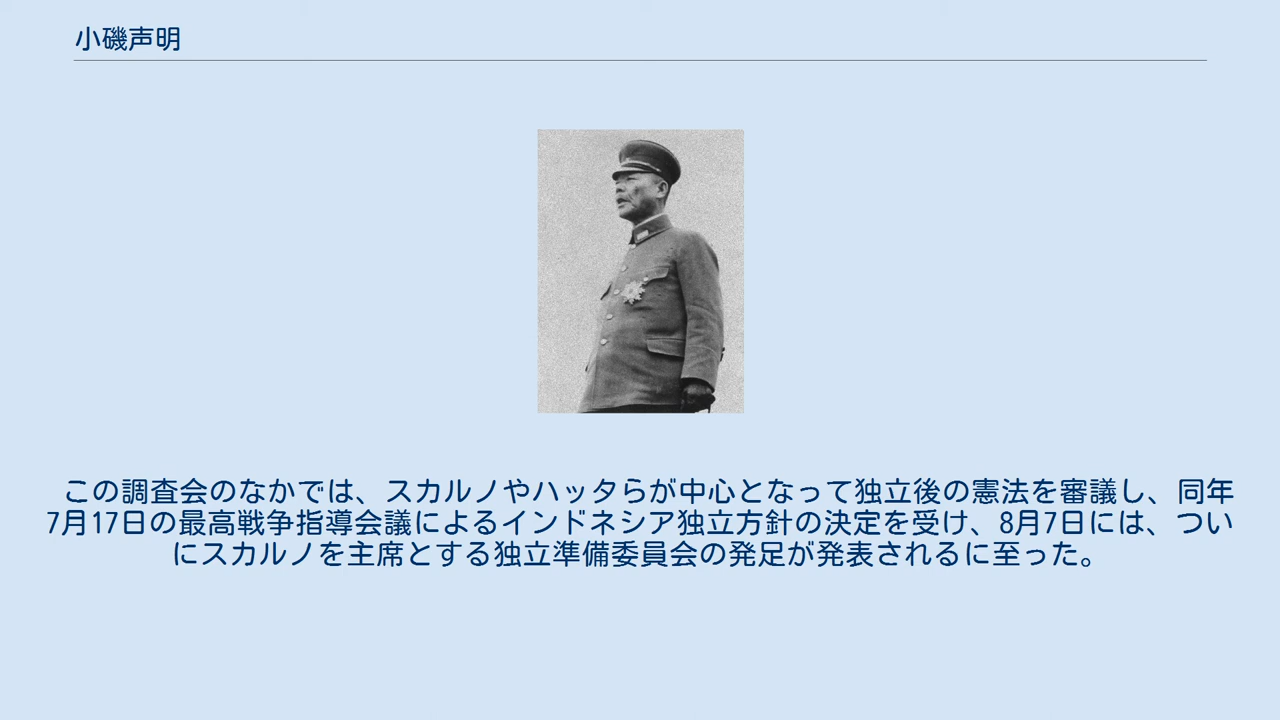 小磯声明
この調査会のなかでは、スカルノやハッタらが中心となって独立後の憲法を審議し、同年
7月17日の最高戦争指導会議によるインドネシア独立方針の決定を受け、8月7日には、つい
にスカルノを主席とする独立準備委員会の発足が発表されるに至った。